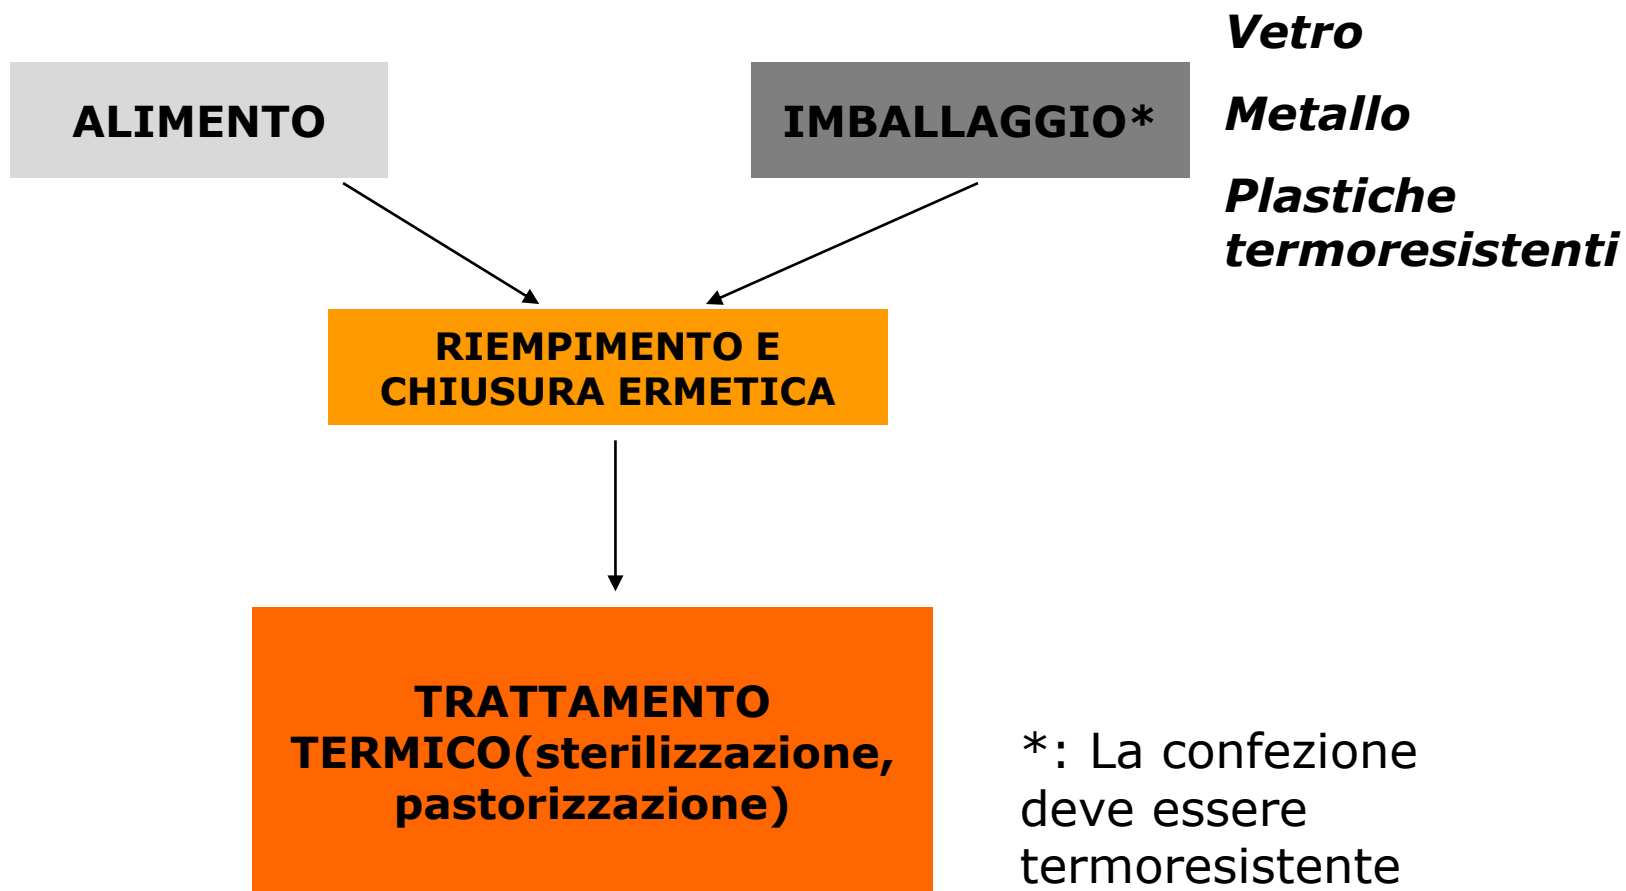 Vetro
ALIMENTO
IMBALLAGGIO*
Metallo
Plastiche
termoresistenti
RIEMPIMENTO E
CHIUSURA ERMETICA
TRATTAMENTO
TERMICO(sterilizzazione,
pastorizzazione)
*: La confezione
deve essere
termoresistente